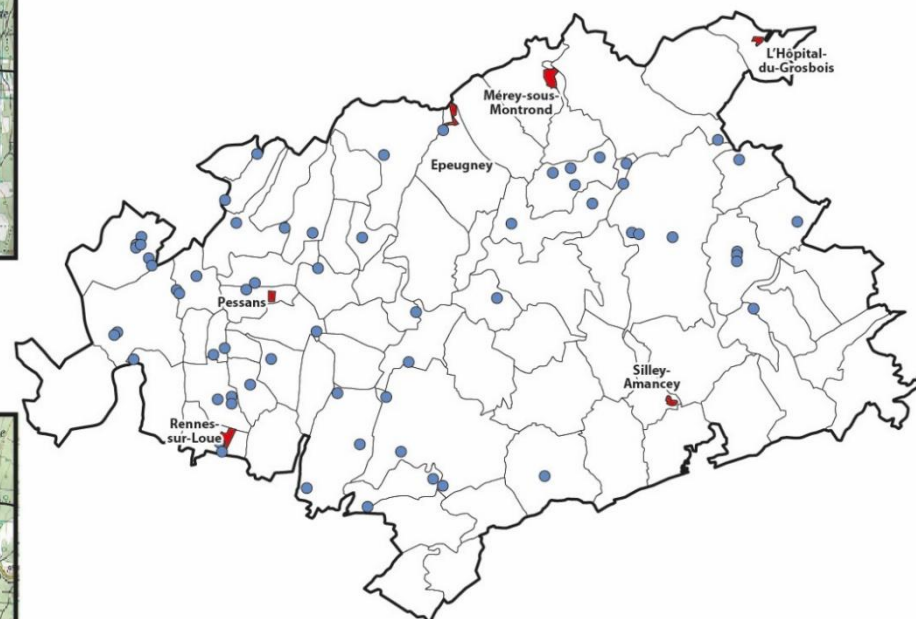 L'Hôpital-
du-Grosbois
Mérey-sous-
Montrond
Epeugney
Pessans
Silley-
Amancey
Rennes-
sur-Loue